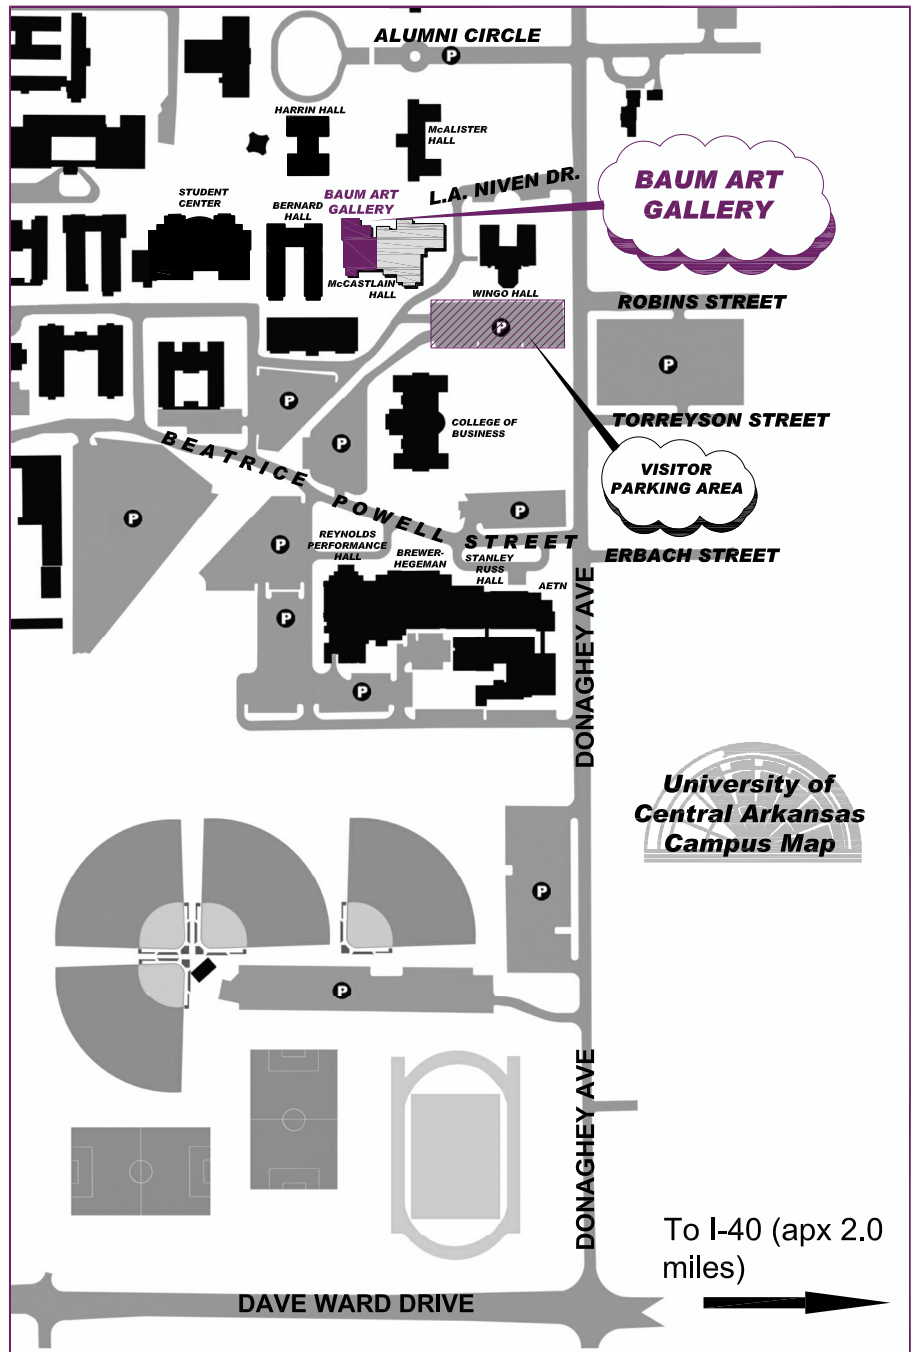 ALUMNI CIRCLE
P
HARRIN HALL
McALISTER
HALL
L.A. NIVEN DR.
BAUM ART
GALLERY
STUDENT
CENTER
BERNARD
HALL
BAUM ART
GALLERY
McCASTLAIN
HALL
WINGO HALL
ROBINS STREET
P
P
P
TORREYSON STREET
COLLEGE OF
BUSINESS
P
VISITOR
PARKING AREA
BEATRICE POWELL STREET
P
P
P
REYNOLDS
PERFORMANCE
HALL
BREWER-
HEGEMAN
STANLEY
RUSS
HALL
AETN
ERBACH STREET
P
P
DONAGHEY AVE
University of
Central Arkansas
Campus Map
P
P
DONAGHEY AVE
To I-40 (apx 2.0
miles)
DAVE WARD DRIVE